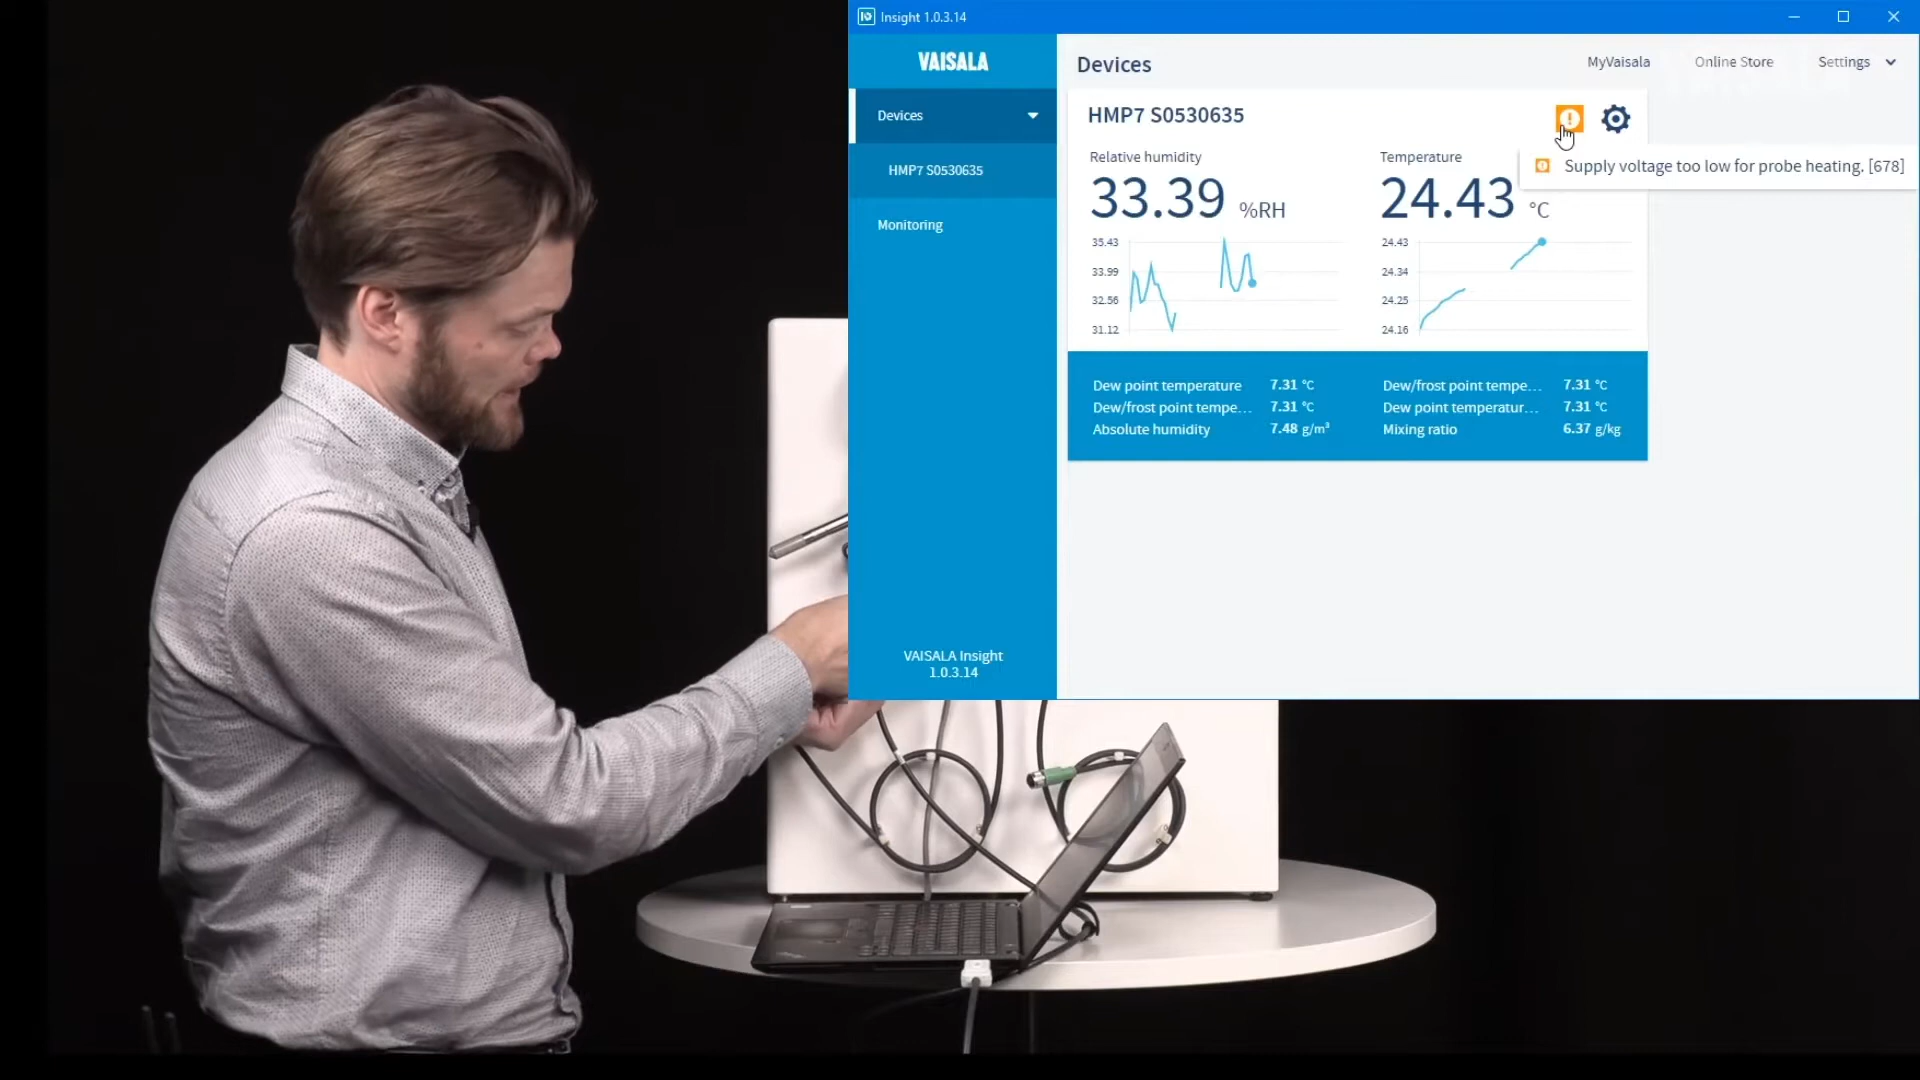 Insight 1.0.3.14
VAISALA
Devices
MyVaisala
Online Store
Settings
Devices
HMP7 S0530635
HMP7 S0530635
Monitoring
Relative humidity
33.39 %RH
35.43
33.99
32.56
31.12
Temperature
24.43 °C
24.43
24.34
24.25
24.16
Supply voltage too low for probe heating. [678]
Dew point temperature 7.31 °C
Dew/frost point tempe... 7.31 °C
Absolute humidity 7.48 g/m³
Dew/frost point tempe... 7.31 °C
Dew point temperatur... 7.31 °C
Mixing ratio 6.37 g/kg
VAISALA Insight
1.0.3.14